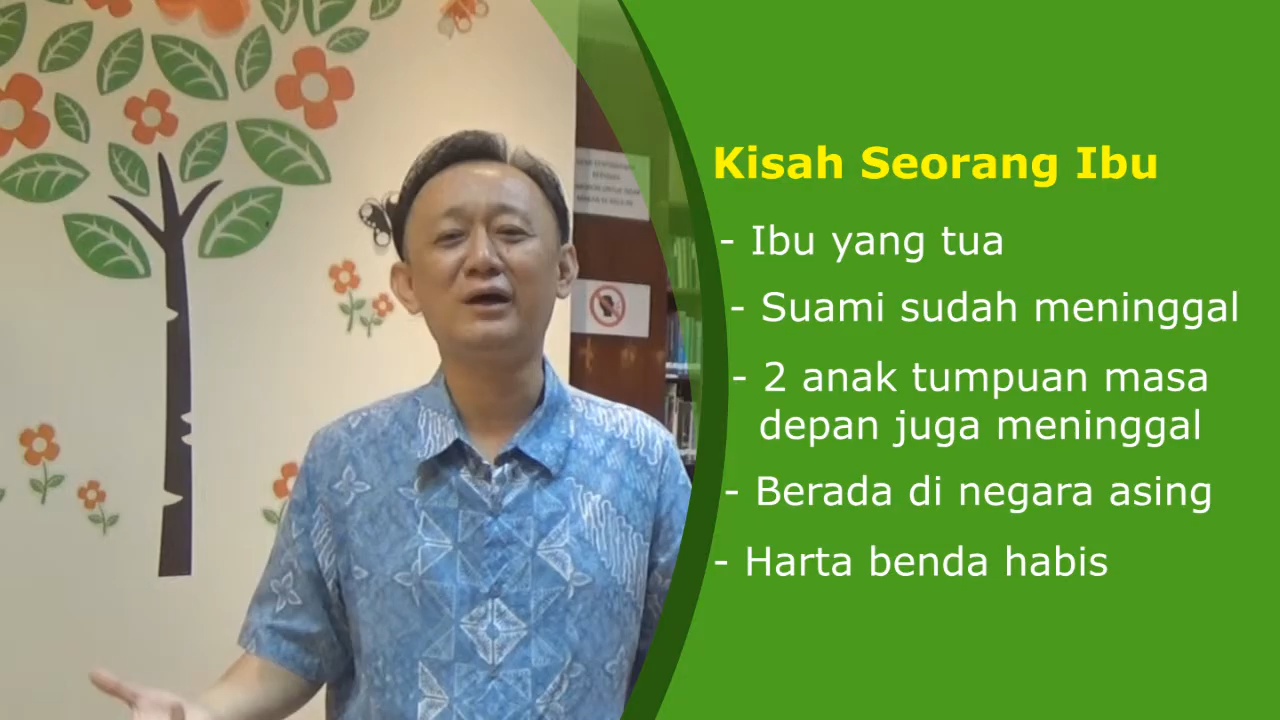 Kisah Seorang Ibu
- Ibu yang tua
- Suami sudah meninggal
- 2 anak tumpuan masa
depan juga meninggal
- Berada di negara asing
- Harta benda habis